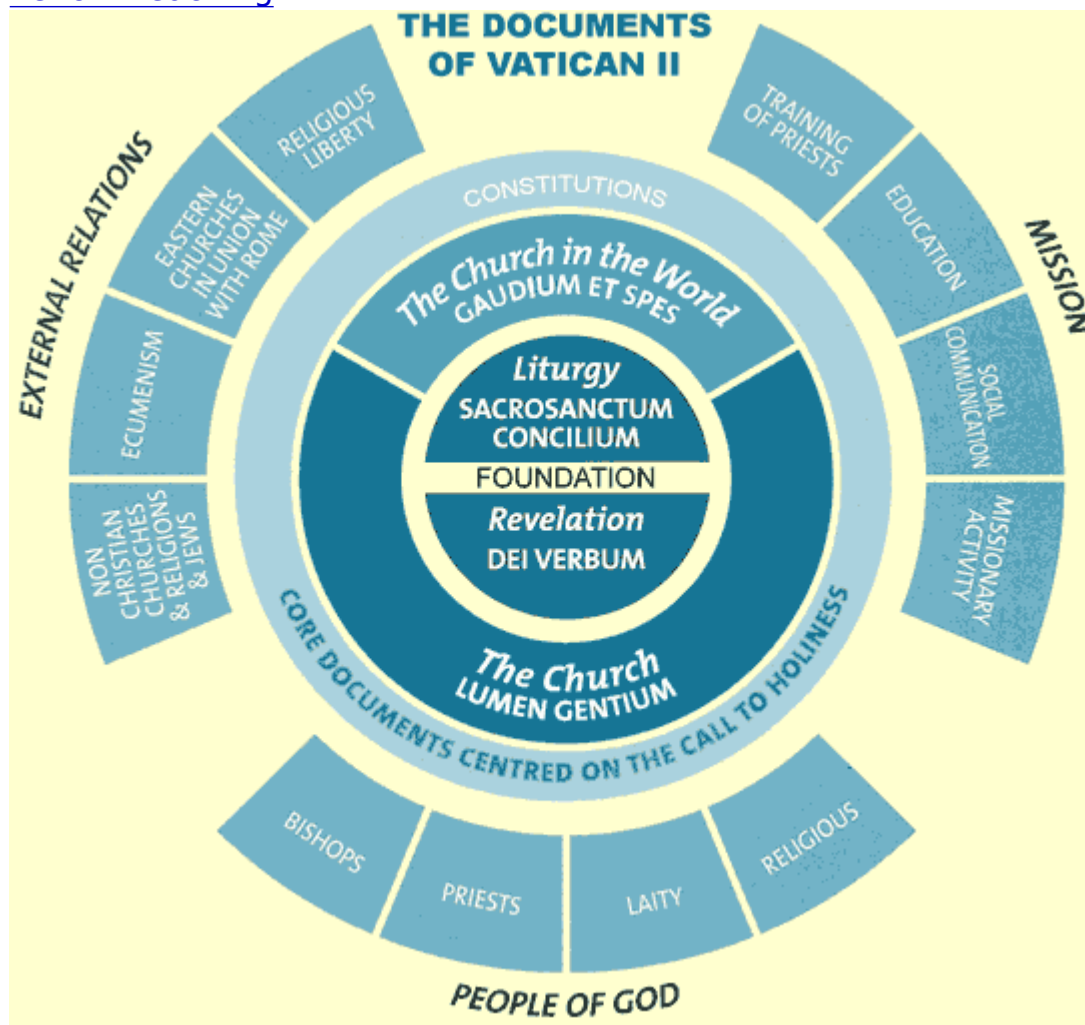 THE DOCUMENTS
OF VATICAN II
EXTERNAL RELATIONS
RELIGIOUS
LIBERTY
EASTERN
CHURCHES
IN UNION
WITH ROME
ECUMENISM
NON
CHRISTIAN
CHURCHES
& RELIGIONS
& JEWS
MISSION
TRAINING
OF PRIESTS
EDUCATION
SOCIAL
COMMUNICATION
MISSIONARY
ACTIVITY
CONSTITUTIONS
The Church in the World
GAUDIUM ET SPES
Liturgy
SACROSANCTUM
CONCILIUM
FOUNDATION
Revelation
DEI VERBUM
The Church
LUMEN GENTIUM
CORE DOCUMENTS CENTRED ON THE CALL TO HOLINESS
BISHOPS
PRIESTS
LAITY
RELIGIOUS
PEOPLE OF GOD